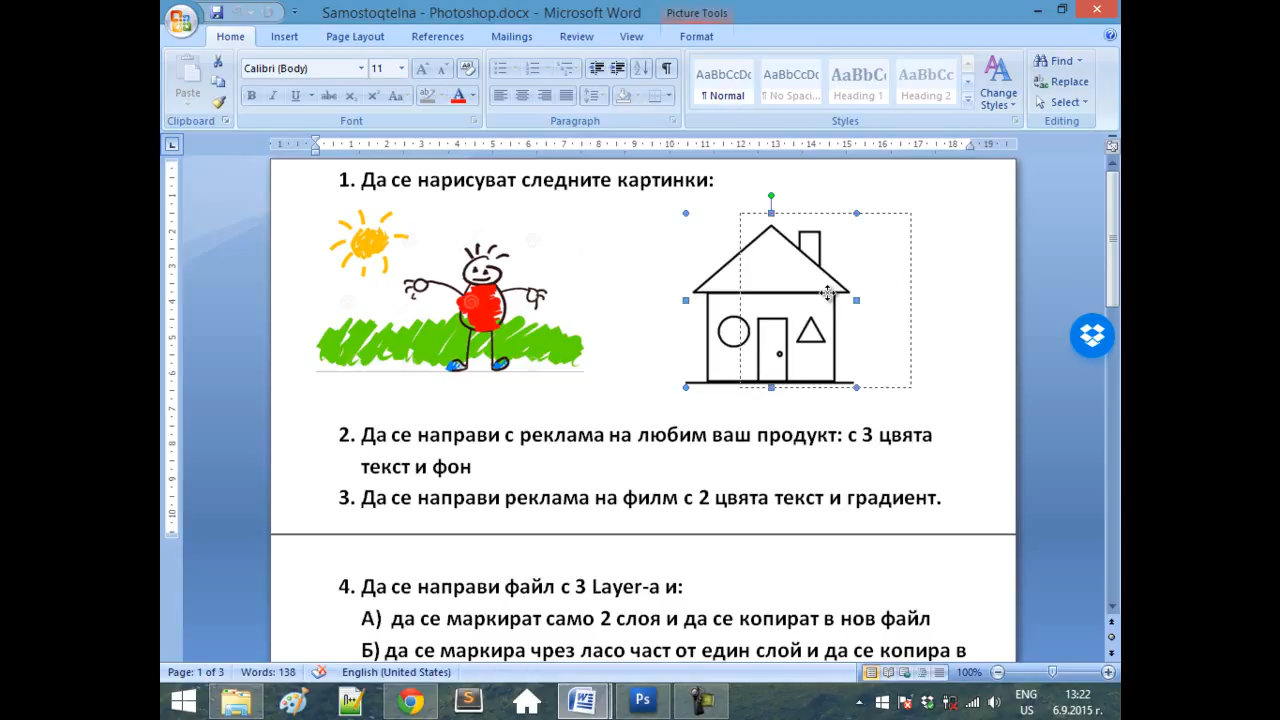 Samostoqtelna - Photoshop.docx - Microsoft Word
Picture Tools
Home
Insert
Page Layout
References
Mailings
Review
View
Format
Calibri (Body)
11
AaBbCcDc
AaBbCcDc
AaBbC
AaBbCc
¶ Normal
¶ No Spaci...
Heading 1
Heading 2
Change Styles
Find
Replace
Select
Paste
Clipboard
Font
Paragraph
Styles
Editing
1. Да се нарисуват следните картинки:
2. Да се направи с реклама на любим ваш продукт: с 3 цвята
текст и фон
3. Да се направи реклама на филм с 2 цвята текст и градиент.
4. Да се направи файл с 3 Layer-а и:
А) да се маркират само 2 слоя и да се копират в нов файл
Б) да се маркира чрез ласо част от един слой и да се копира в
Page: 1 of 3
Words: 138
English (United States)
100%
ENG
US
13:22
6.9.2015 г.